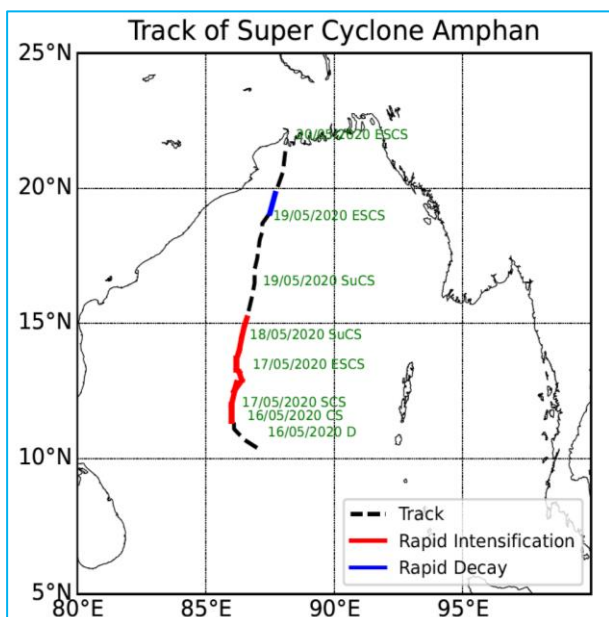 Track of Super Cyclone Amphan
25°N
20/05/2020 ESCS
20°N
19/05/2020 ESCS
19/05/2020 SuCS
15°N
18/05/2020 SuCS
17/05/2020 ESCS
17/05/2020 SCS
16/05/2020 CS
16/05/2020 D
10°N
Track
Rapid Intensification
Rapid Decay
5°N
80°E 85°E 90°E 95°E